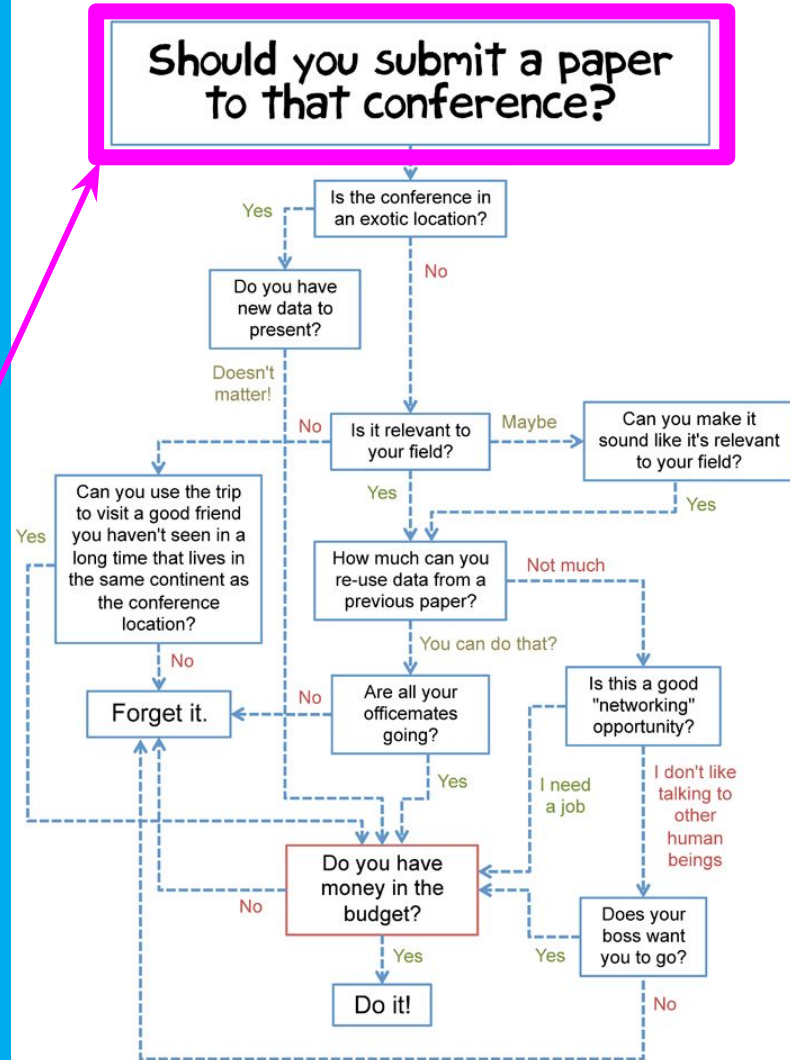 Should you submit a paper
to that conference?
Is the conference in
an exotic location?
Yes
No
Do you have
new data to
present?
Doesn't
matter!
No
Is it relevant to
your field?
Maybe
Can you make it
sound like it's relevant
to your field?
Yes
Yes
Can you use the trip
to visit a good friend
you haven't seen in a
long time that lives in
the same continent as
the conference
location?
Yes
No
How much can you
re-use data from a
previous paper?
Not much
You can do that?
Forget it.
No
Are all your
officemates
going?
Yes
Is this a good
"networking"
opportunity?
I need
a job
I don't like
talking to
other
human
beings
Do you have
money in the
budget?
No
Yes
Does your
boss want
you to go?
Yes
No
Do it!